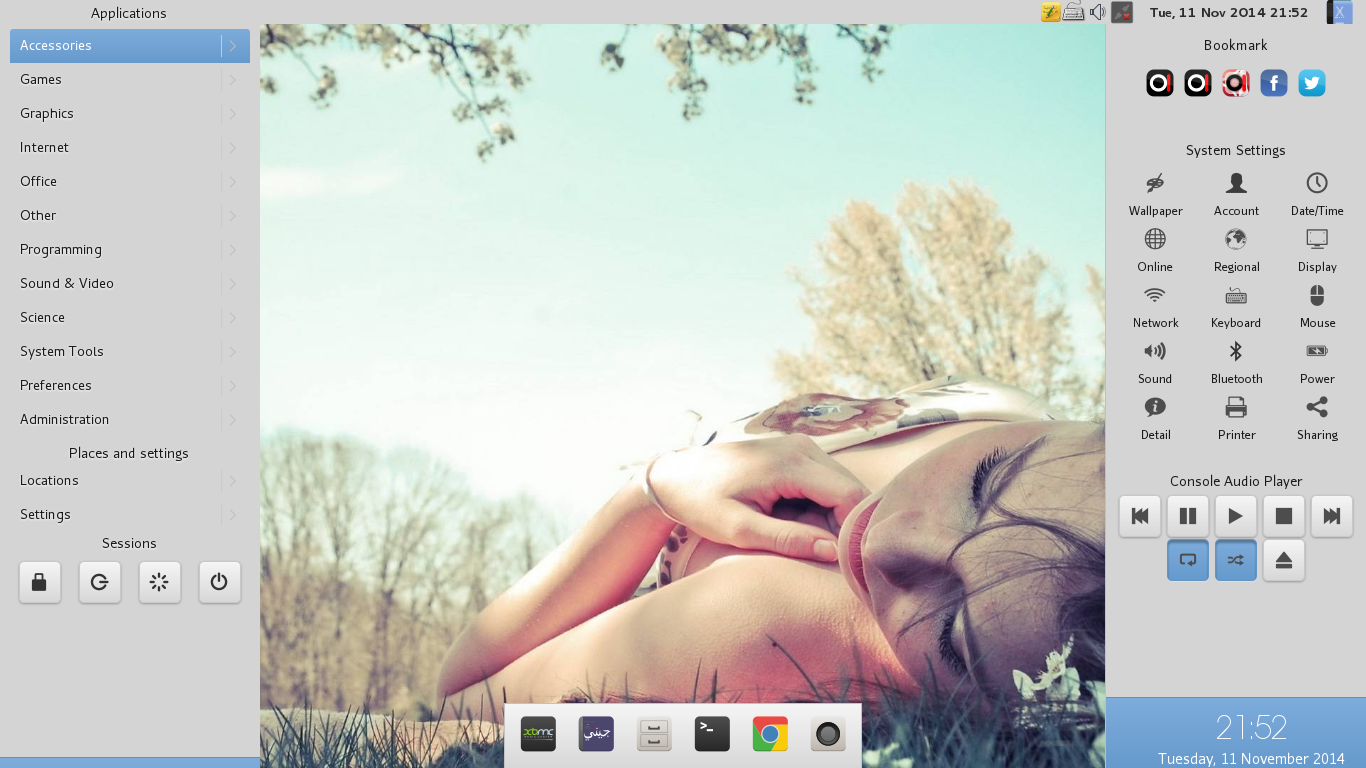 Applications
Accessories
Games
Graphics
Internet
Office
Other
Programming
Sound & Video
Science
System Tools
Preferences
Administration
Places and settings
Locations
Settings
Sessions
xbmc
جيني
>_
Tue, 11 Nov 2014 21:52
X
Bookmark
f
System Settings
Wallpaper Account Date/Time
Online Regional Display
Network Keyboard Mouse
Sound Bluetooth Power
Detail Printer Sharing
Console Audio Player
21:52
Tuesday, 11 November 2014